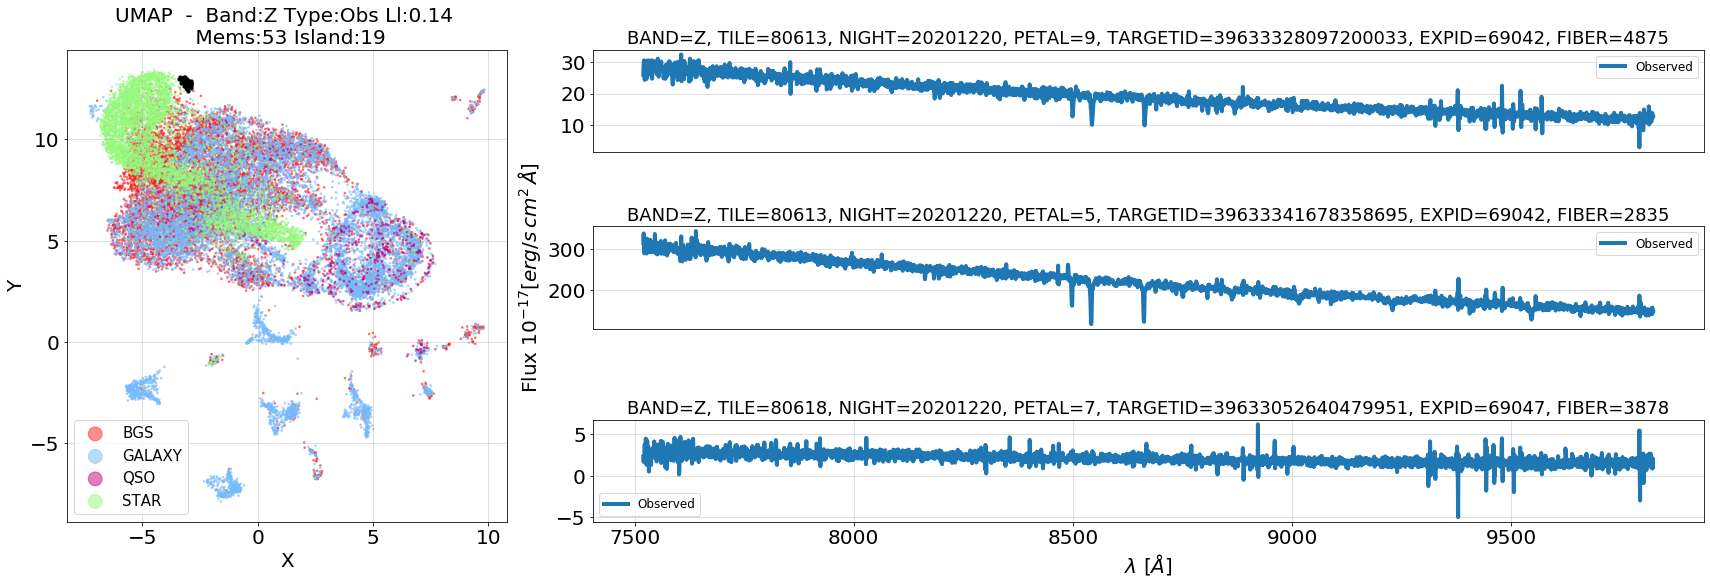 UMAP - Band:Z Type:Obs Ll:0.14
Mems:53 Island:19
10
5
0
−5
Y
−5
0
5
10
X
BGS
GALAXY
QSO
STAR
BAND=Z, TILE=80613, NIGHT=20201220, PETAL=9, TARGETID=39633328097200033, EXPID=69042, FIBER=4875
30
20
10
Observed
BAND=Z, TILE=80613, NIGHT=20201220, PETAL=5, TARGETID=39633341678358695, EXPID=69042, FIBER=2835
300
200
Observed
Flux 10⁻¹⁷[erg/s cm² Å]
BAND=Z, TILE=80618, NIGHT=20201220, PETAL=7, TARGETID=39633052640479951, EXPID=69047, FIBER=3878
5
0
−5
Observed
7500
8000
8500
9000
9500
λ [Å]